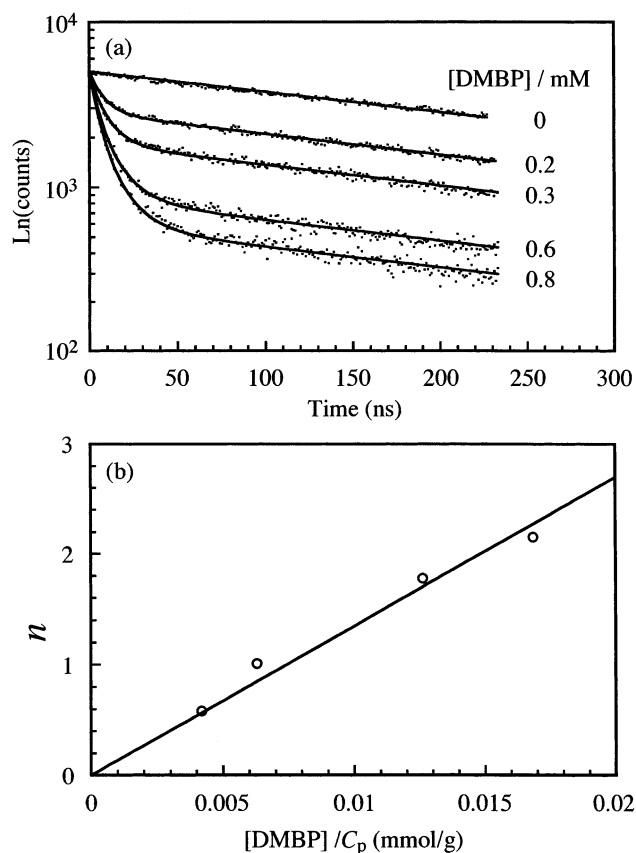 10⁴
(a)
[DMBP] / mM
0
0.2
0.3
0.6
0.8
10³
10²
Ln(counts)
0 50 100 150 200 250 300
Time (ns)
3
(b)
2
1
0
n
0 0.005 0.01 0.015 0.02
[DMBP] /Cₚ (mmol/g)